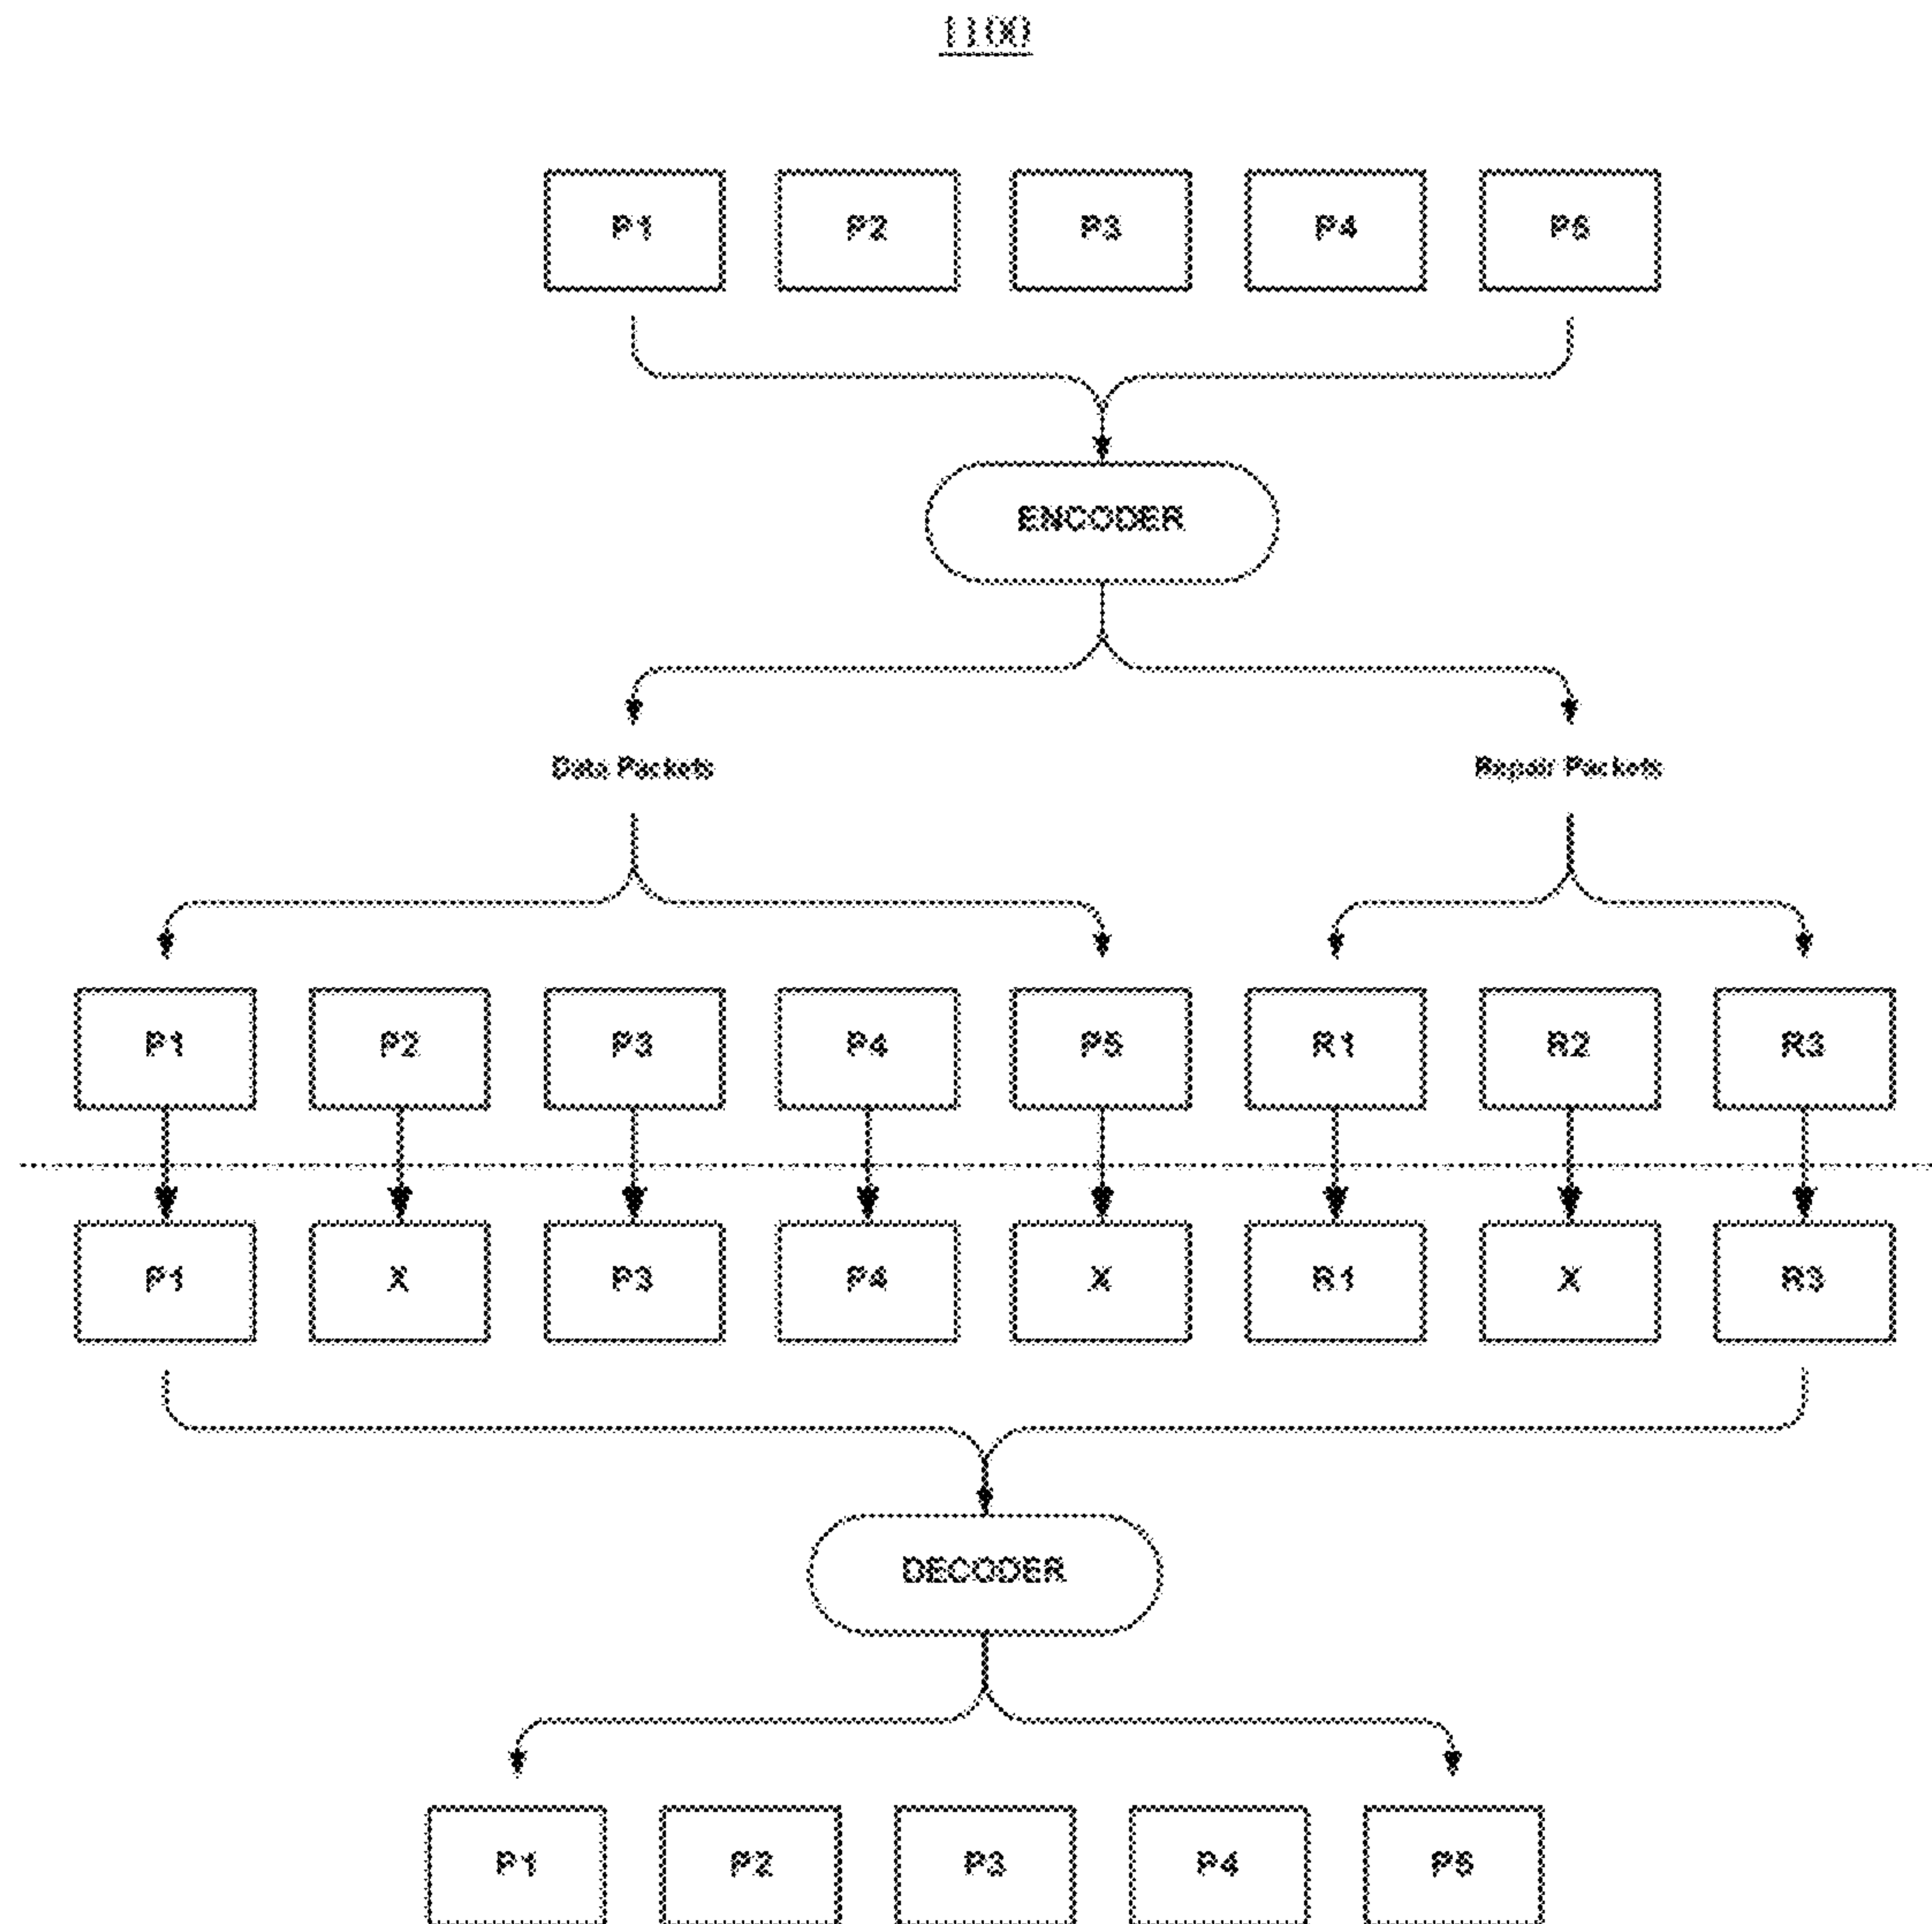 1100
P1 P2 P3 P4 P5
ENCODER
Data Packets Repair Packets
P1 P2 P3 P4 P5 R1 R2 R3
P1 X P3 P4 X R1 X R3
DECODER
P1 P2 P3 P4 P5